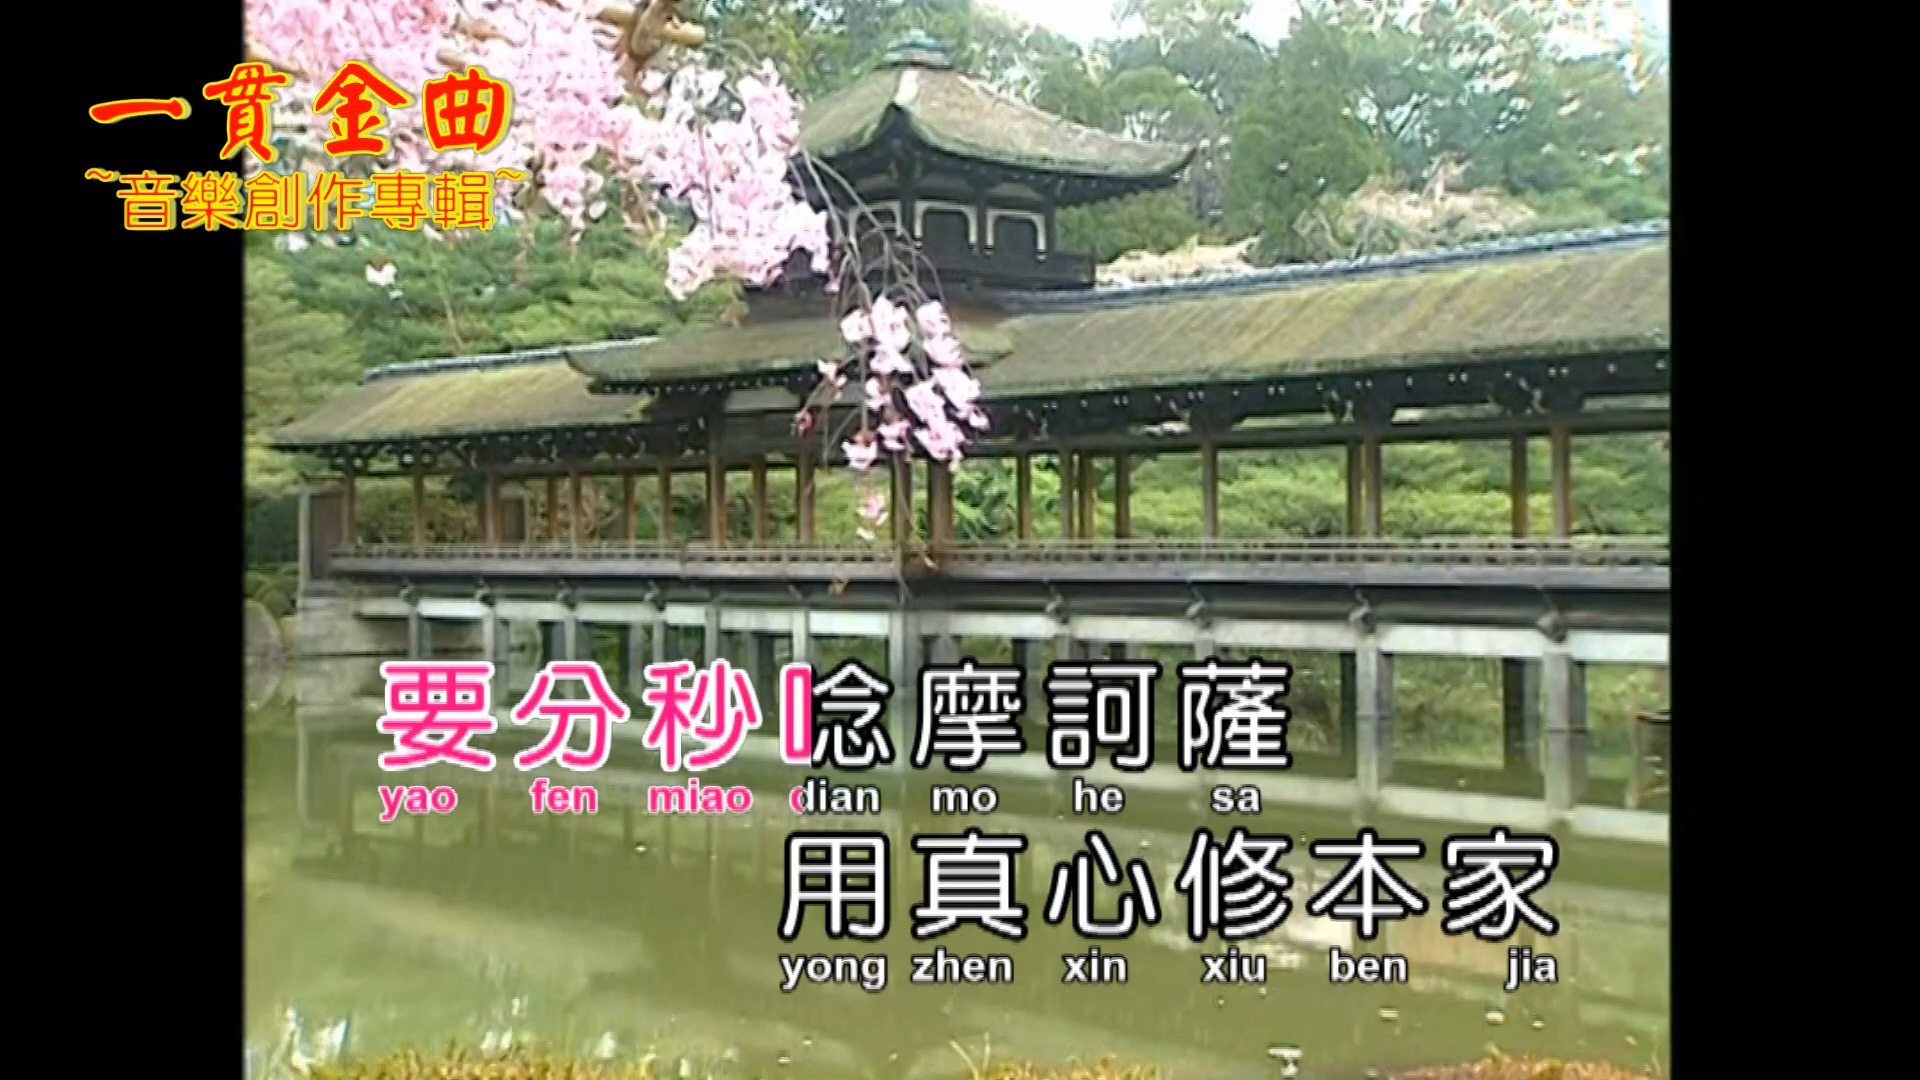 一貫金曲
~音樂創作專輯~
要分秒唸摩訶薩
yao fen miao dian mo he sa
用真心修本家
yong zhen xin xiu ben jia